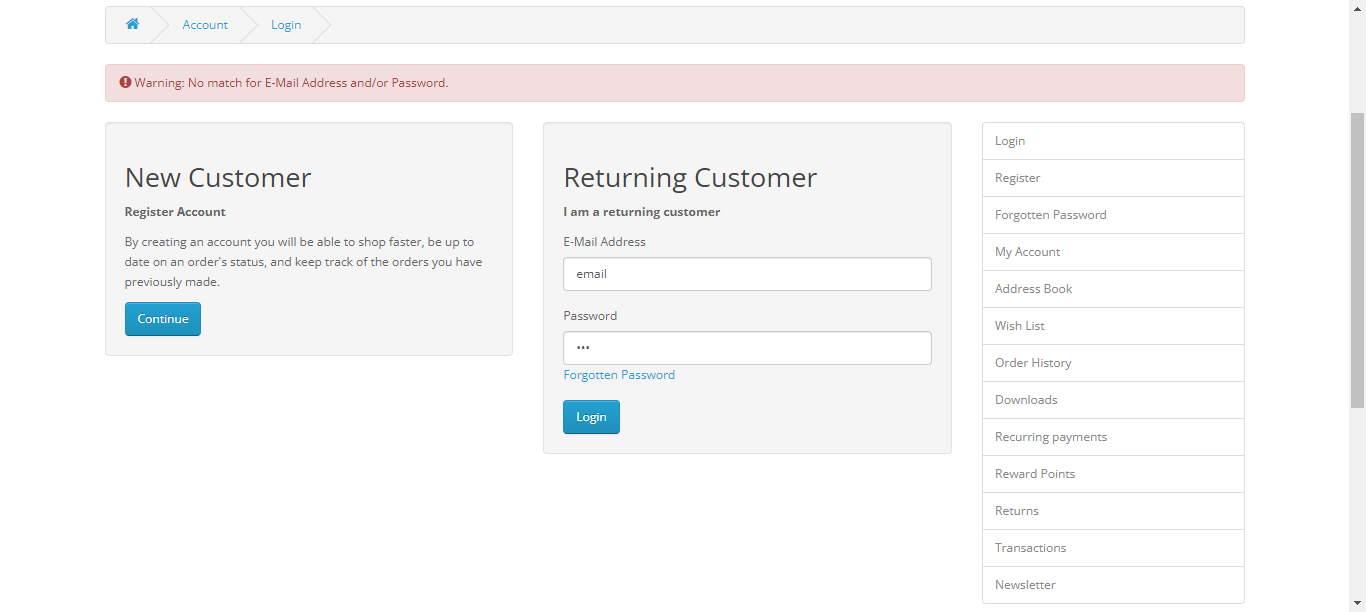 Account
Login
Warning: No match for E-Mail Address and/or Password.
New Customer
Register Account
By creating an account you will be able to shop faster, be up to
date on an order's status, and keep track of the orders you have
previously made.
Continue
Returning Customer
I am a returning customer
E-Mail Address
email
Password
•••
Forgotten Password
Login
Login
Register
Forgotten Password
My Account
Address Book
Wish List
Order History
Downloads
Recurring payments
Reward Points
Returns
Transactions
Newsletter